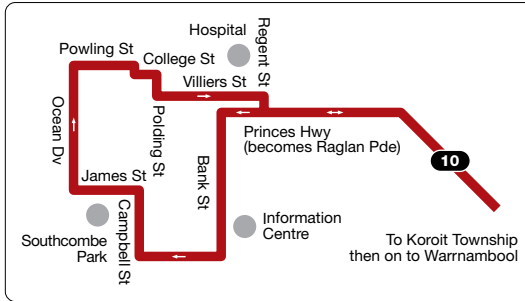 Hospital
Regent St
Powling St
College St
Villiers St
Ocean Dv
Polding St
Princes Hwy
(becomes Raglan Pde)
10
James St
Bank St
Campbell St
Information
Centre
Southcombe
Park
To Koroit Township
then on to Warrnambool